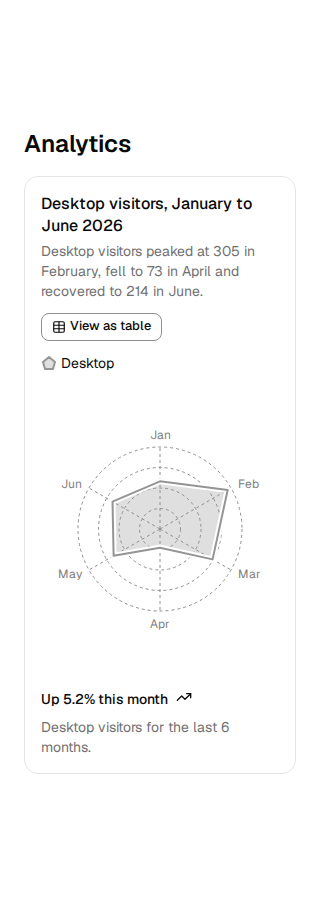 Analytics
Desktop visitors, January to
June 2026
Desktop visitors peaked at 305 in
February, fell to 73 in April and
recovered to 214 in June.
View as table
Desktop
Jan
Jun
Feb
May
Mar
Apr
Up 5.2% this month
Desktop visitors for the last 6
months.